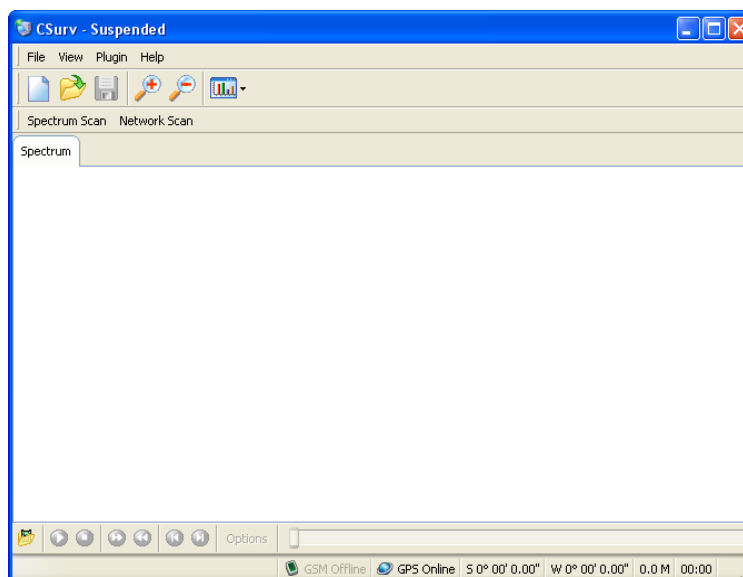 CSurv - Suspended
File View Plugin Help
Spectrum Scan Network Scan
Spectrum
Options
GSM Offline GPS Online S 0° 00' 0.00" W 0° 00' 0.00" 0.0 M 00:00